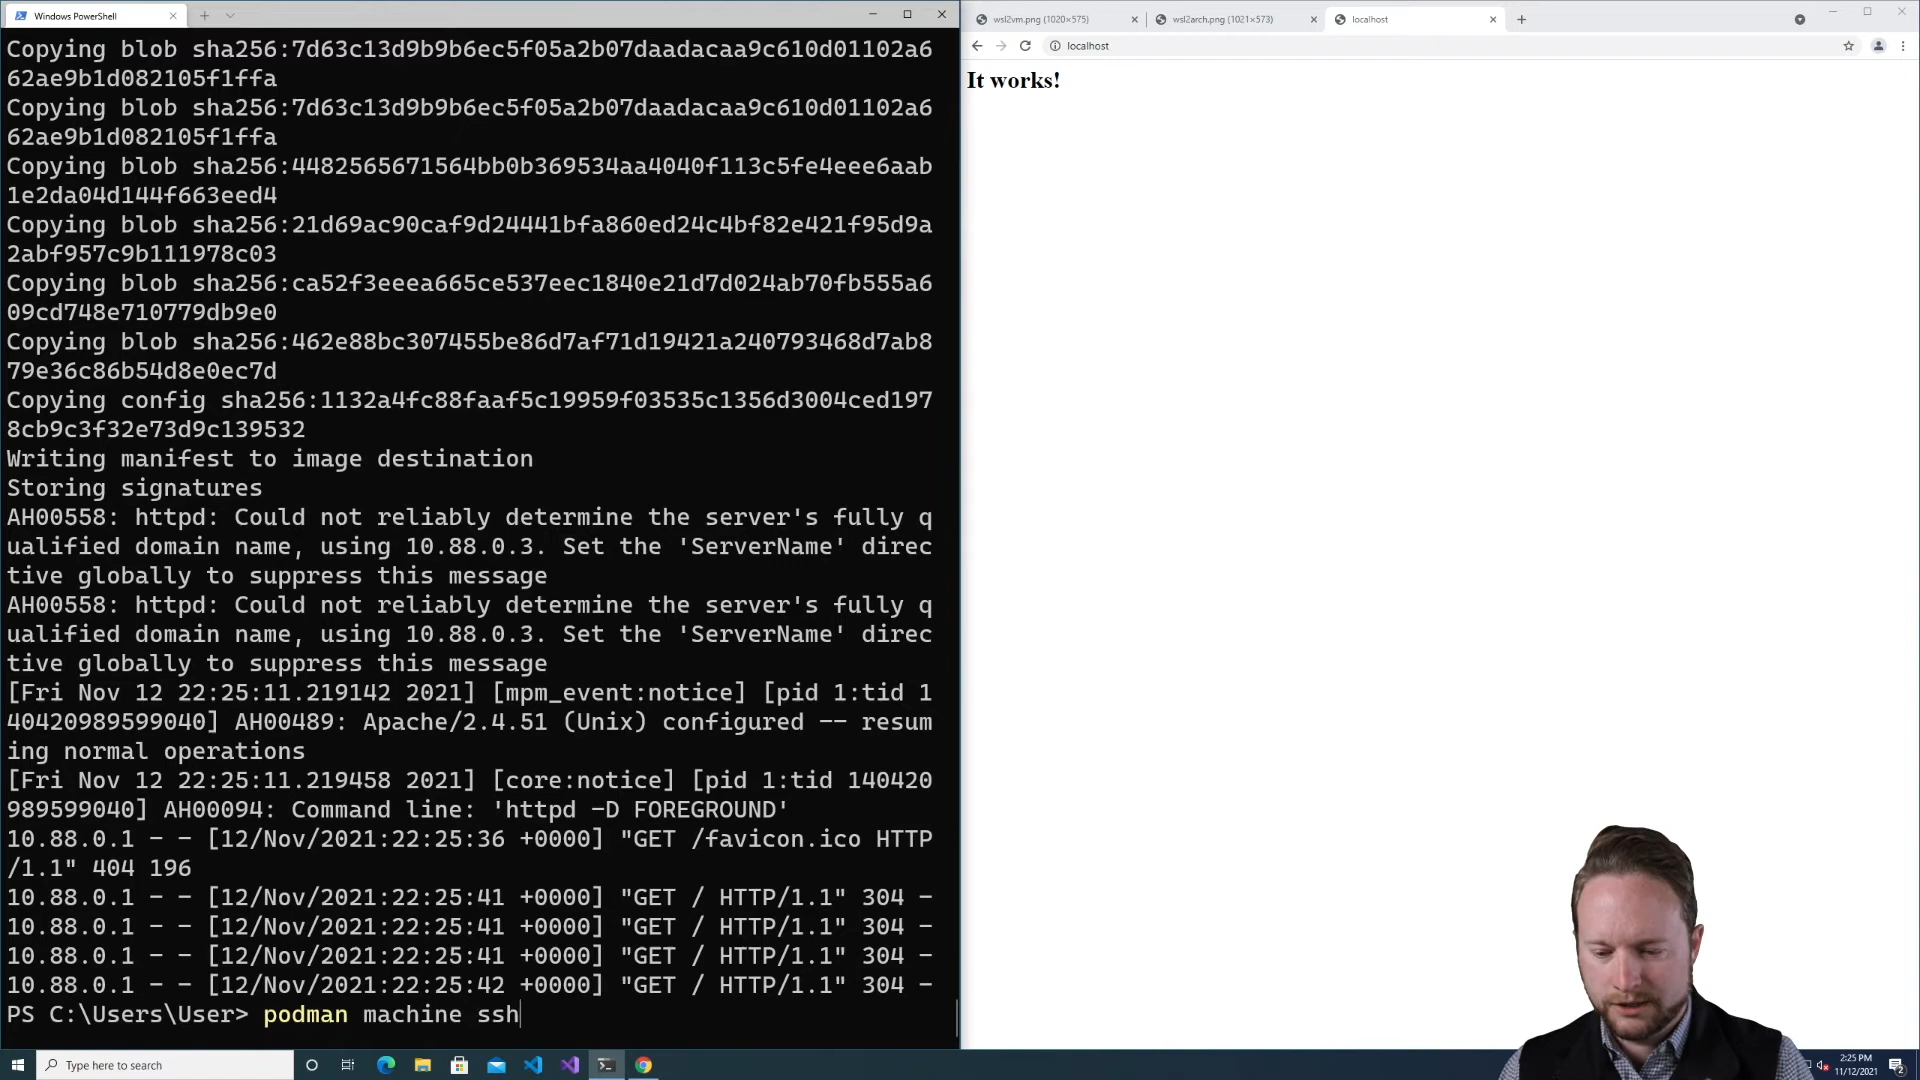 Windows PowerShell
Copying blob sha256:7d63c13d9b9b6ec5f05a2b07daadacaa9c610d01102a6
62ae9b1d082105f1ffa
Copying blob sha256:7d63c13d9b9b6ec5f05a2b07daadacaa9c610d01102a6
62ae9b1d082105f1ffa
Copying blob sha256:4482565671564bb0b369534aa4040f113c5fe4eee6aab
1e2da04d144f663eed4
Copying blob sha256:21d69ac90caf9d24441bfa860ed24c4bf82e421f95d9a
2abf957c9b111978c03
Copying blob sha256:ca52f3eeea665ce537eec1840e21d7d024ab70fb555a6
09cd748e710779db9e0
Copying blob sha256:462e88bc307455be86d7af71d19421a240793468d7ab8
79e36c86b54d8e0ec7d
Copying config sha256:1132a4fc88faaf5c19959f03535c1356d3004ced197
8cb9c3f32e73d9c139532
Writing manifest to image destination
Storing signatures
AH00558: httpd: Could not reliably determine the server's fully q
ualified domain name, using 10.88.0.3. Set the 'ServerName' direc
tive globally to suppress this message
AH00558: httpd: Could not reliably determine the server's fully q
ualified domain name, using 10.88.0.3. Set the 'ServerName' direc
tive globally to suppress this message
[Fri Nov 12 22:25:11.219142 2021] [mpm_event:notice] [pid 1:tid 1
40420989599040] AH00489: Apache/2.4.51 (Unix) configured -- resum
ing normal operations
[Fri Nov 12 22:25:11.219458 2021] [core:notice] [pid 1:tid 140420
989599040] AH00094: Command line: 'httpd -D FOREGROUND'
10.88.0.1 - - [12/Nov/2021:22:25:36 +0000] "GET /favicon.ico HTTP
/1.1" 404 196
10.88.0.1 - - [12/Nov/2021:22:25:41 +0000] "GET / HTTP/1.1" 304 -
10.88.0.1 - - [12/Nov/2021:22:25:41 +0000] "GET / HTTP/1.1" 304 -
10.88.0.1 - - [12/Nov/2021:22:25:41 +0000] "GET / HTTP/1.1" 304 -
10.88.0.1 - - [12/Nov/2021:22:25:42 +0000] "GET / HTTP/1.1" 304 -
PS C:\Users\User> podman machine ssh
wsl2vm.png (1020×575)
wsl2arch.png (1021×573)
localhost
localhost
It works!
Type here to search
2:25 PM
11/12/2021
2